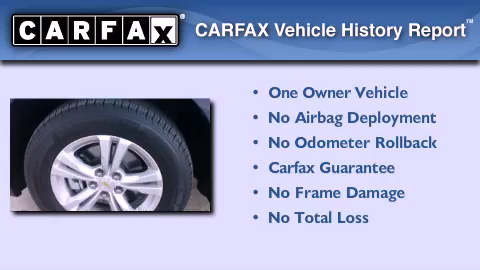 CARFAX® CARFAX Vehicle History Report™
• One Owner Vehicle
• No Airbag Deployment
• No Odometer Rollback
• Carfax Guarantee
• No Frame Damage
• No Total Loss